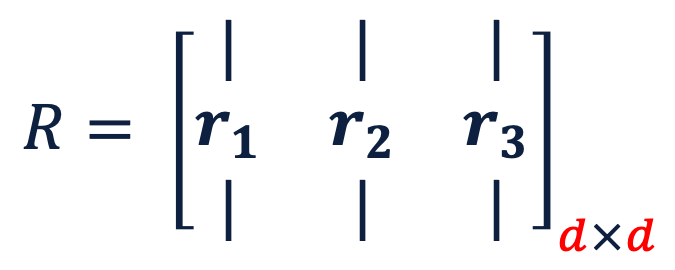 | | |
R = [ r₁ r₂ r₃ ] d×d
| | |